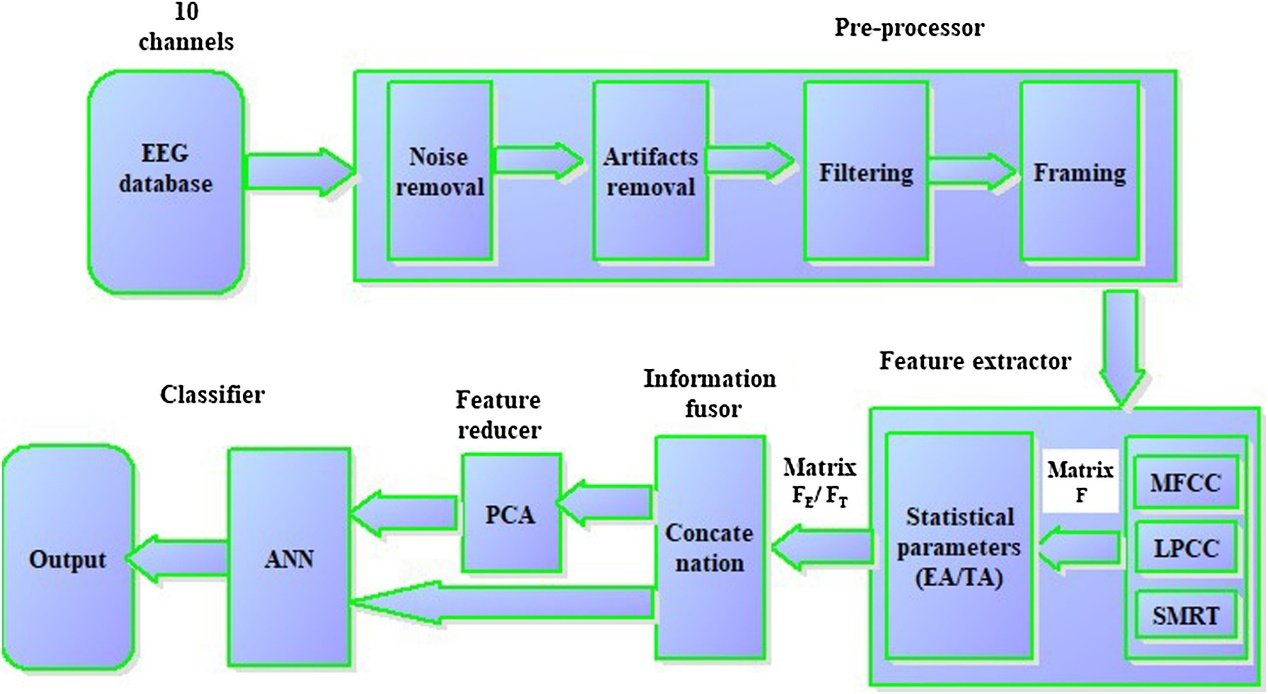 10
channels
Pre-processor
EEG
database
Noise
removal
Artifacts
removal
Filtering
Framing
Feature extractor
Classifier
Feature
reducer
Information
fusor
Matrix
FE/ FT
Matrix
F
MFCC
LPCC
SMRT
Statistical
parameters
(EA/TA)
Concate
nation
PCA
ANN
Output